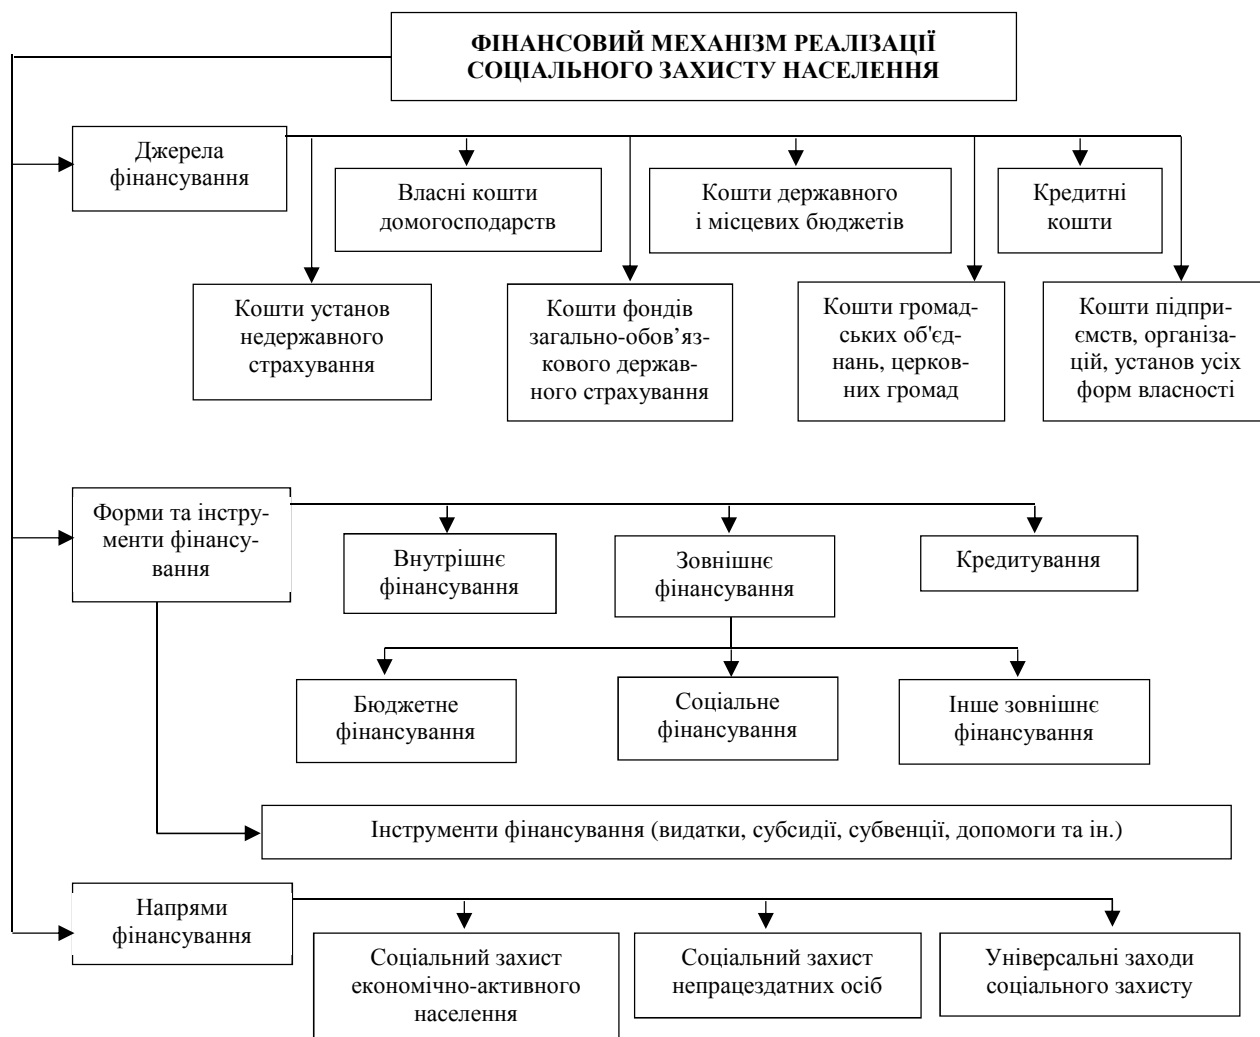 ФІНАНСОВИЙ МЕХАНІЗМ РЕАЛІЗАЦІЇ
СОЦІАЛЬНОГО ЗАХИСТУ НАСЕЛЕННЯ
Джерела
фінансування
Власні кошти
домогосподарств
Кошти державного
і місцевих бюджетів
Кредитні
кошти
Кошти установ
недержавного
страхування
Кошти фондів
загально-обов’яз-
кового держав-
ного страхування
Кошти громад-
ських об'єд-
нань, церков-
них громад
Кошти підпри-
ємств, організа-
цій, установ усіх
форм власності
Форми та інстру-
менти фінансу-
вання
Внутрішнє
фінансування
Зовнішнє
фінансування
Кредитування
Бюджетне
фінансування
Соціальне
фінансування
Інше зовнішнє
фінансування
Інструменти фінансування (видатки, субсидії, субвенції, допомоги та ін.)
Напрями
фінансування
Соціальний захист
економічно-активного
населення
Соціальний захист
непрацездатних осіб
Універсальні заходи
соціального захисту